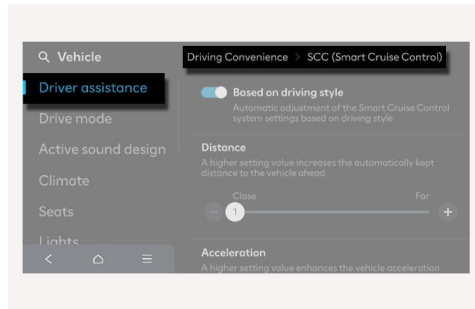 Vehicle
Driving Convenience > SCC (Smart Cruise Control)
Driver assistance
Drive mode
Active sound design
Climate
Seats
Lights
Based on driving style
Automatic adjustment of the Smart Cruise Control
system settings based on driving style
Distance
A higher setting value increases the automatically kept
distance to the vehicle ahead.
Close
Far
1
Acceleration
A higher setting value enhances the vehicle acceleration